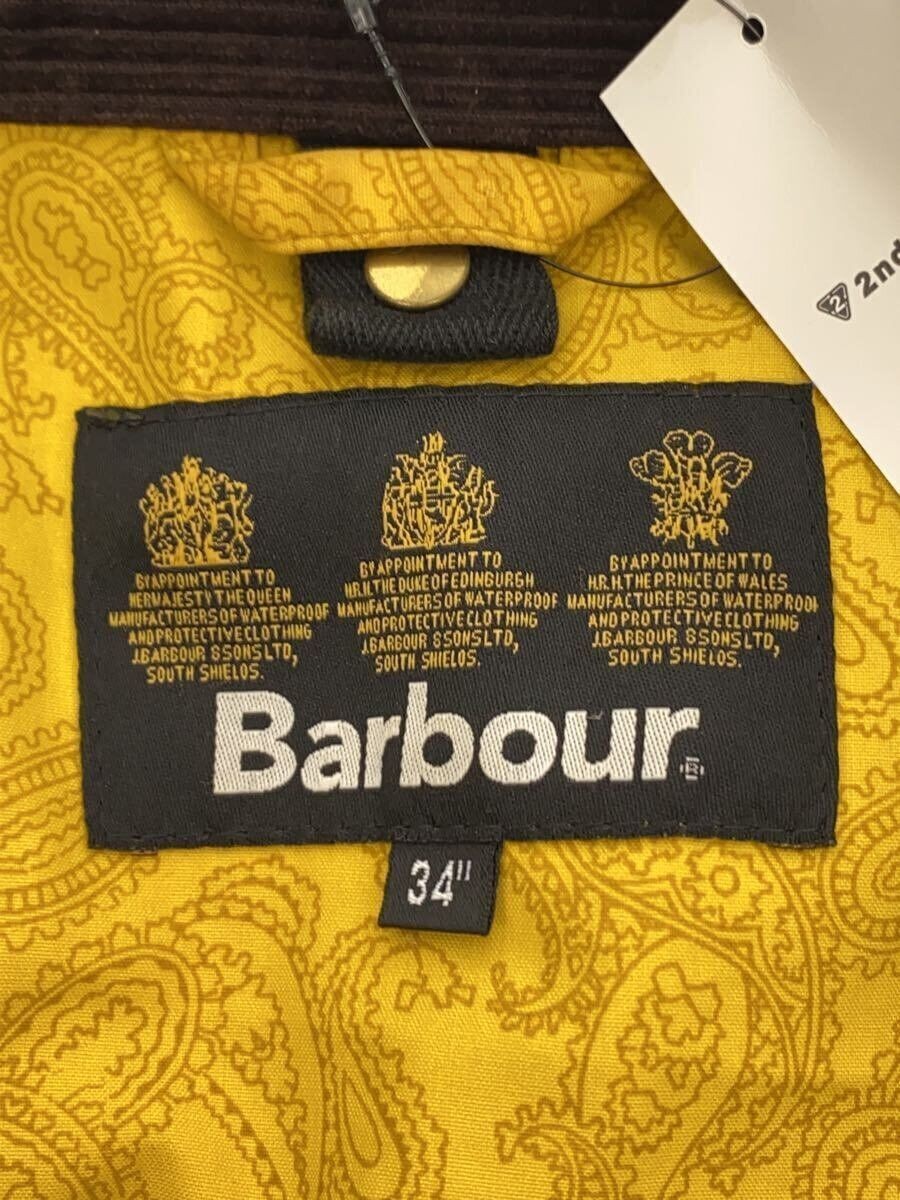 2nd
BY APPOINTMENT TO
HER MAJESTY THE QUEEN
MANUFACTURERS OF WATERPROOF
AND PROTECTIVE CLOTHING
J.BARBOUR & SONS LTD,
SOUTH SHIELDS.
BY APPOINTMENT TO
H.R.H. THE DUKE OF EDINBURGH
MANUFACTURERS OF WATERPROOF
AND PROTECTIVE CLOTHING
J.BARBOUR & SONS LTD,
SOUTH SHIELDS.
BY APPOINTMENT TO
H.R.H. THE PRINCE OF WALES
MANUFACTURERS OF WATERPROOF
AND PROTECTIVE CLOTHING
J.BARBOUR & SONS LTD,
SOUTH SHIELDS.
Barbour®
34"